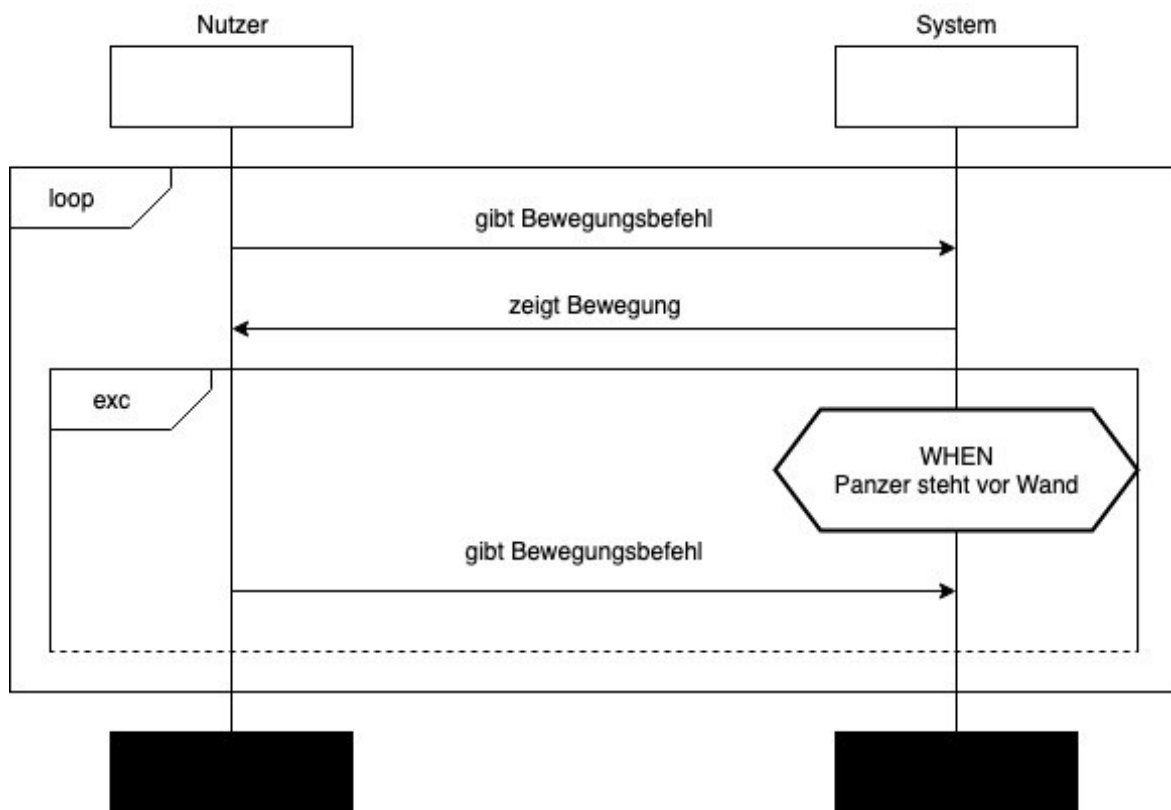 Nutzer
System
loop
gibt Bewegungsbefehl
zeigt Bewegung
exc
WHEN
Panzer steht vor Wand
gibt Bewegungsbefehl